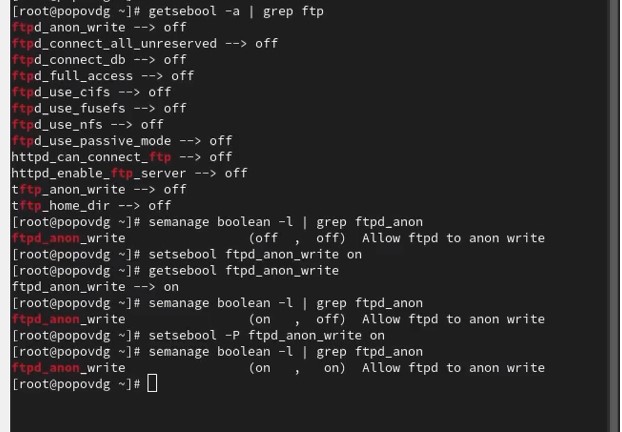 [root@popovdg ~]# getsebool -a | grep ftp
ftpd_anon_write --> off
ftpd_connect_all_unreserved --> off
ftpd_connect_db --> off
ftpd_full_access --> off
ftpd_use_cifs --> off
ftpd_use_fusefs --> off
ftpd_use_nfs --> off
ftpd_use_passive_mode --> off
httpd_can_connect_ftp --> off
httpd_enable_ftp_server --> off
tftp_anon_write --> off
tftp_home_dir --> off
[root@popovdg ~]# semanage boolean -l | grep ftpd_anon
ftpd_anon_write                (off  ,  off)  Allow ftpd to anon write
[root@popovdg ~]# setsebool ftpd_anon_write on
[root@popovdg ~]# getsebool ftpd_anon_write
ftpd_anon_write --> on
[root@popovdg ~]# semanage boolean -l | grep ftpd_anon
ftpd_anon_write                (on   ,  off)  Allow ftpd to anon write
[root@popovdg ~]# setsebool -P ftpd_anon_write on
[root@popovdg ~]# semanage boolean -l | grep ftpd_anon
ftpd_anon_write                (on   ,   on)  Allow ftpd to anon write
[root@popovdg ~]#